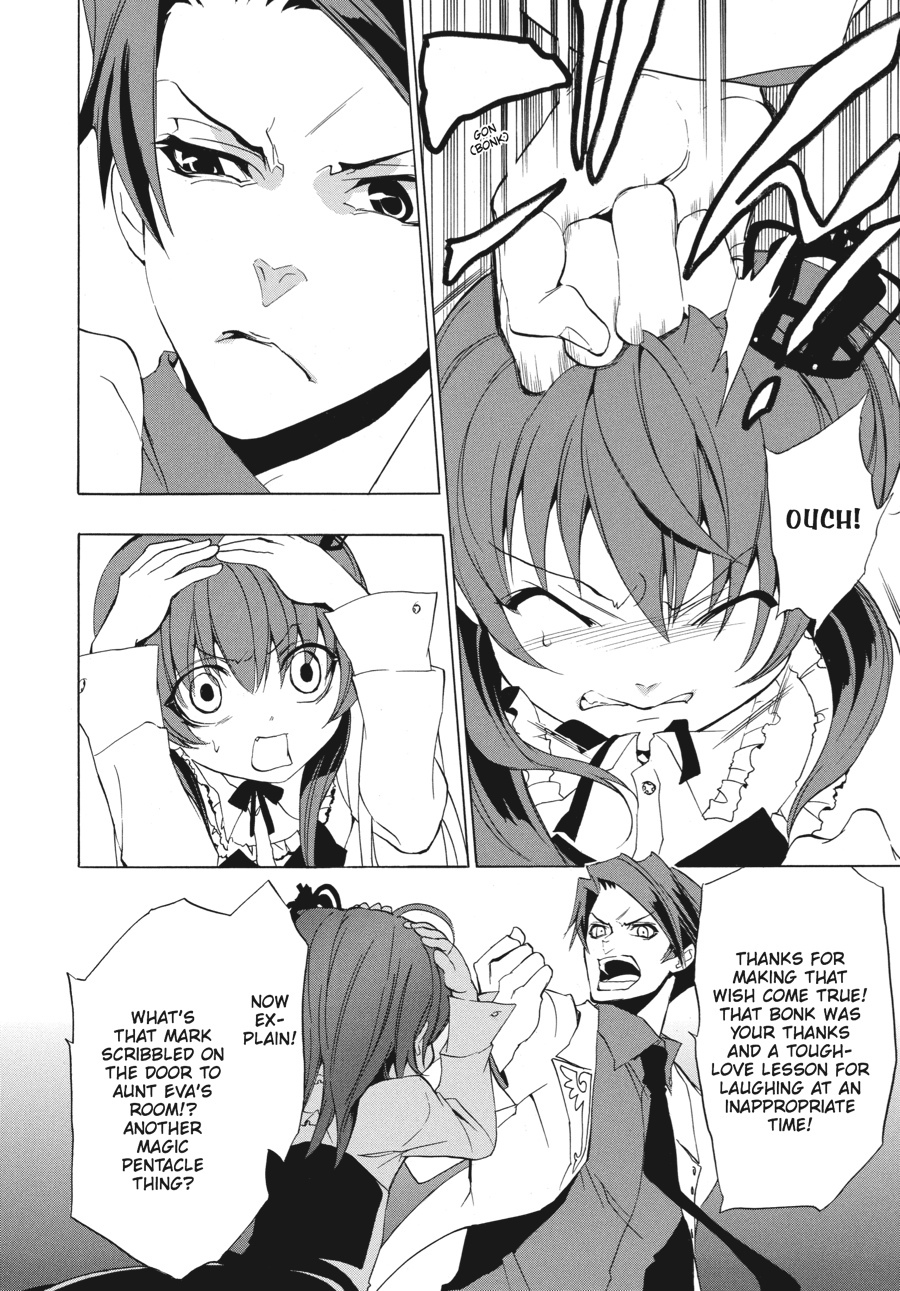 GON
(BONK)
OUCH!
THANKS FOR
MAKING THAT
WISH COME TRUE!
THAT BONK WAS
YOUR THANKS
AND A TOUGH-
LOVE LESSON FOR
LAUGHING AT AN
INAPPROPRIATE
TIME!
NOW
EX-
PLAIN!
WHAT'S
THAT MARK
SCRIBBLED ON
THE DOOR TO
AUNT EVA'S
ROOM!?
ANOTHER
MAGIC
PENTACLE
THING?